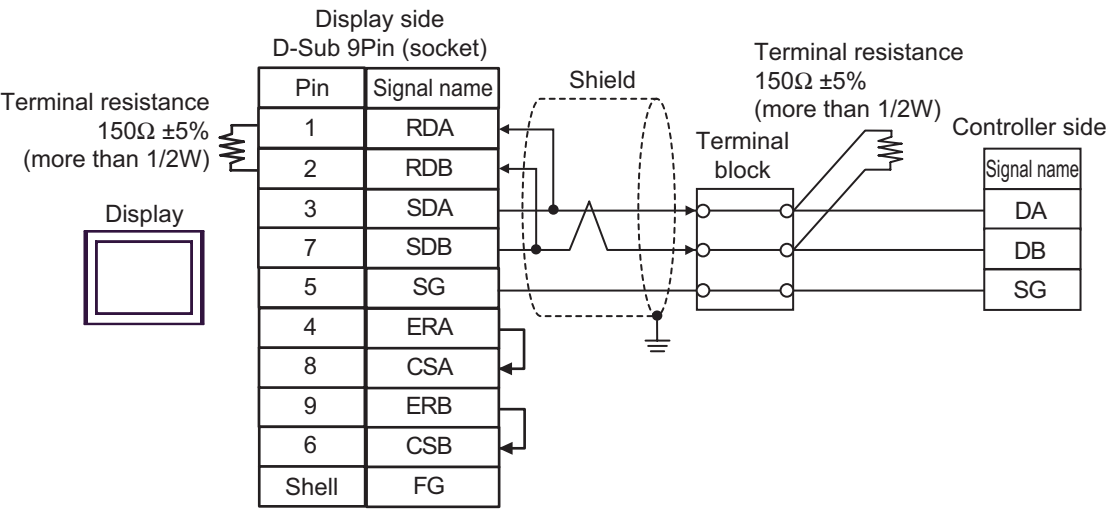 Display side
D-Sub 9Pin (socket)
Terminal resistance
150Ω ±5%
(more than 1/2W)
Display
Pin Signal name
1 RDA
2 RDB
3 SDA
7 SDB
5 SG
4 ERA
8 CSA
9 ERB
6 CSB
Shell FG
Shield
Terminal resistance
150Ω ±5%
(more than 1/2W)
Terminal
block
Controller side
Signal name
DA
DB
SG